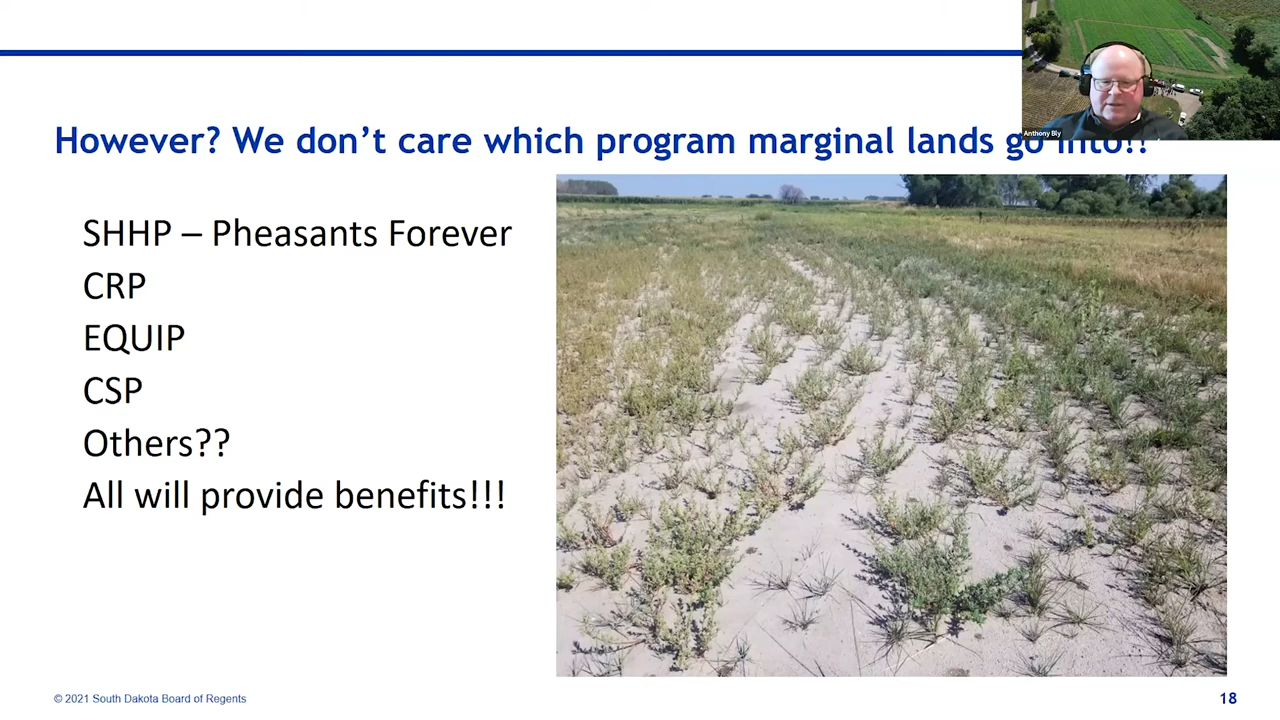 However? We don't care which program marginal lands go into!!
Anthony Bly
SHHP – Pheasants Forever
CRP
EQUIP
CSP
Others??
All will provide benefits!!!
© 2021 South Dakota Board of Regents
18